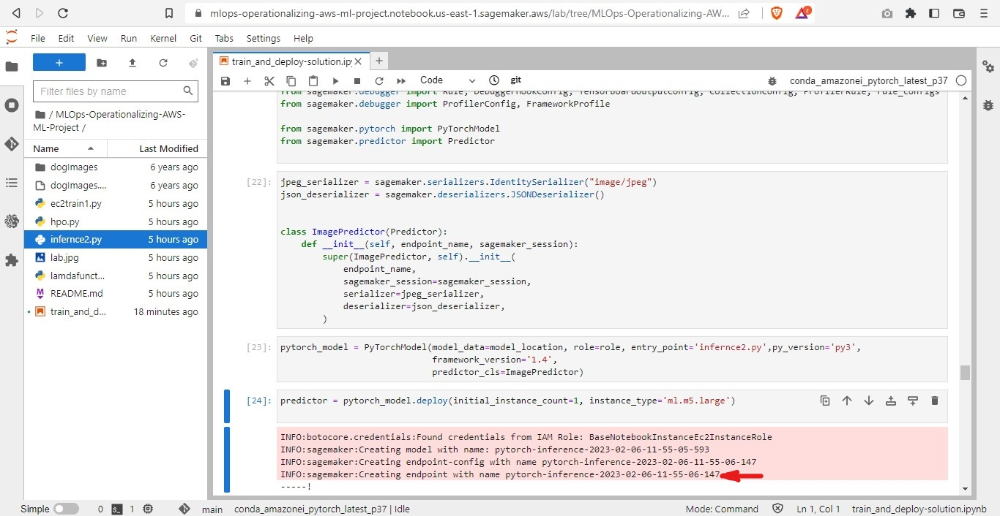 mlops-operationalizing-aws-ml-project.notebook.us-east-1.sagemaker.aws/lab/tree/MLOps-Operationalizing-AW...
2
File Edit View Run Kernel Git Tabs Settings Help
+
Filter files by name
/ MLOps-Operationalizing-AWS-
ML-Project /
Name Last Modified
dogImages 6 years ago
dogImages.... 6 years ago
ec2train1.py 5 hours ago
hpo.py 5 hours ago
infernce2.py 5 hours ago
lab.jpg 5 hours ago
lamdafunct... 5 hours ago
README.md 5 hours ago
train_and_d... 18 minutes ago
train_and_deploy-solution.ip
Code git conda_amazonei_pytorch_latest_p37
from sagemaker.debugger import Rule, DebuggerHookConfig, TensorBoardOutputConfig, CollectionConfig, ProfilerRule, rule_configs
from sagemaker.debugger import ProfilerConfig, FrameworkProfile
from sagemaker.pytorch import PyTorchModel
from sagemaker.predictor import Predictor
[22]: jpeg_serializer = sagemaker.serializers.IdentitySerializer("image/jpeg")
json_deserializer = sagemaker.deserializers.JSONDeserializer()
class ImagePredictor(Predictor):
def __init__(self, endpoint_name, sagemaker_session):
super(ImagePredictor, self).__init__(
endpoint_name,
sagemaker_session=sagemaker_session,
serializer=jpeg_serializer,
deserializer=json_deserializer,
)
[23]: pytorch_model = PyTorchModel(model_data=model_location, role=role, entry_point='infernce2.py',py_version='py3',
framework_version='1.4',
predictor_cls=ImagePredictor)
[24]: predictor = pytorch_model.deploy(initial_instance_count=1, instance_type='ml.m5.large')
INFO:botocore.credentials:Found credentials from IAM Role: BaseNotebookInstanceEc2InstanceRole
INFO:sagemaker:Creating model with name: pytorch-inference-2023-02-06-11-55-05-593
INFO:sagemaker:Creating endpoint-config with name pytorch-inference-2023-02-06-11-55-06-147
INFO:sagemaker:Creating endpoint with name pytorch-inference-2023-02-06-11-55-06-147
-----!
Simple 0 1 main conda_amazonei_pytorch_latest_p37 | Idle Mode: Command Ln 1, Col 1 train_and_deploy-solution.ipynb